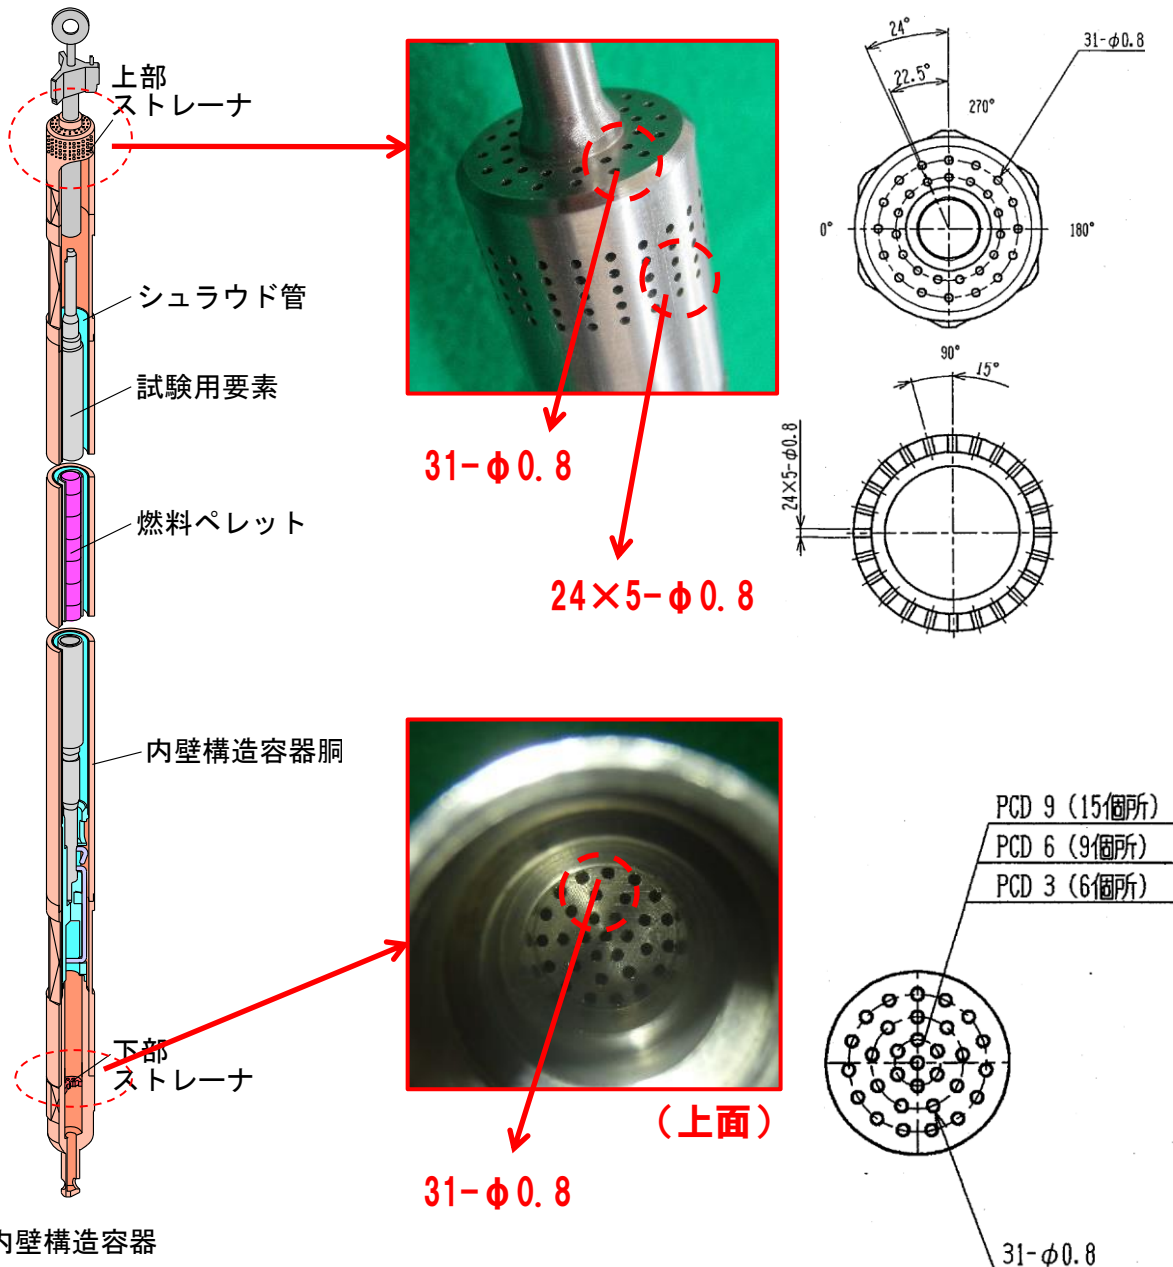 上部
ストレーナ
シュラウド管
試験用要素
燃料ペレット
内壁構造容器胴
下部
ストレーナ
内壁構造容器
31-φ0.8
24×5-φ0.8
(上面)
31-φ0.8
24°
22.5°
31-φ0.8
270°
0°
180°
90°
15°
24×5-φ0.8
PCD 9 (15個所)
PCD 6 (9個所)
PCD 3 (6個所)
31-φ0.8